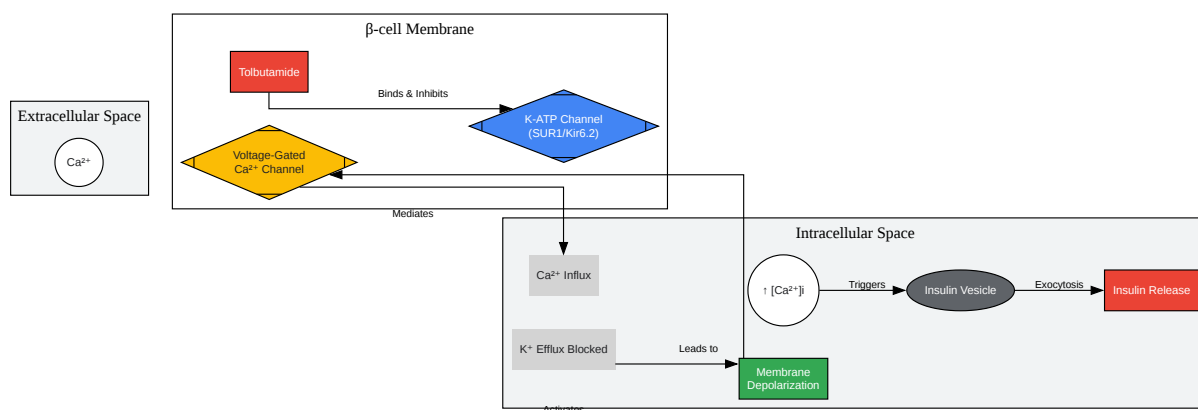 β-cell Membrane
Tolbutamide
Binds & Inhibits
K-ATP Channel
(SUR1/Kir6.2)
Extracellular Space
Ca²⁺
Voltage-Gated
Ca²⁺ Channel
Mediates
Intracellular Space
Ca²⁺ Influx
↑ [Ca²⁺]i
Triggers
Insulin Vesicle
Exocytosis
Insulin Release
K⁺ Efflux Blocked
Leads to
Membrane
Depolarization
Activates